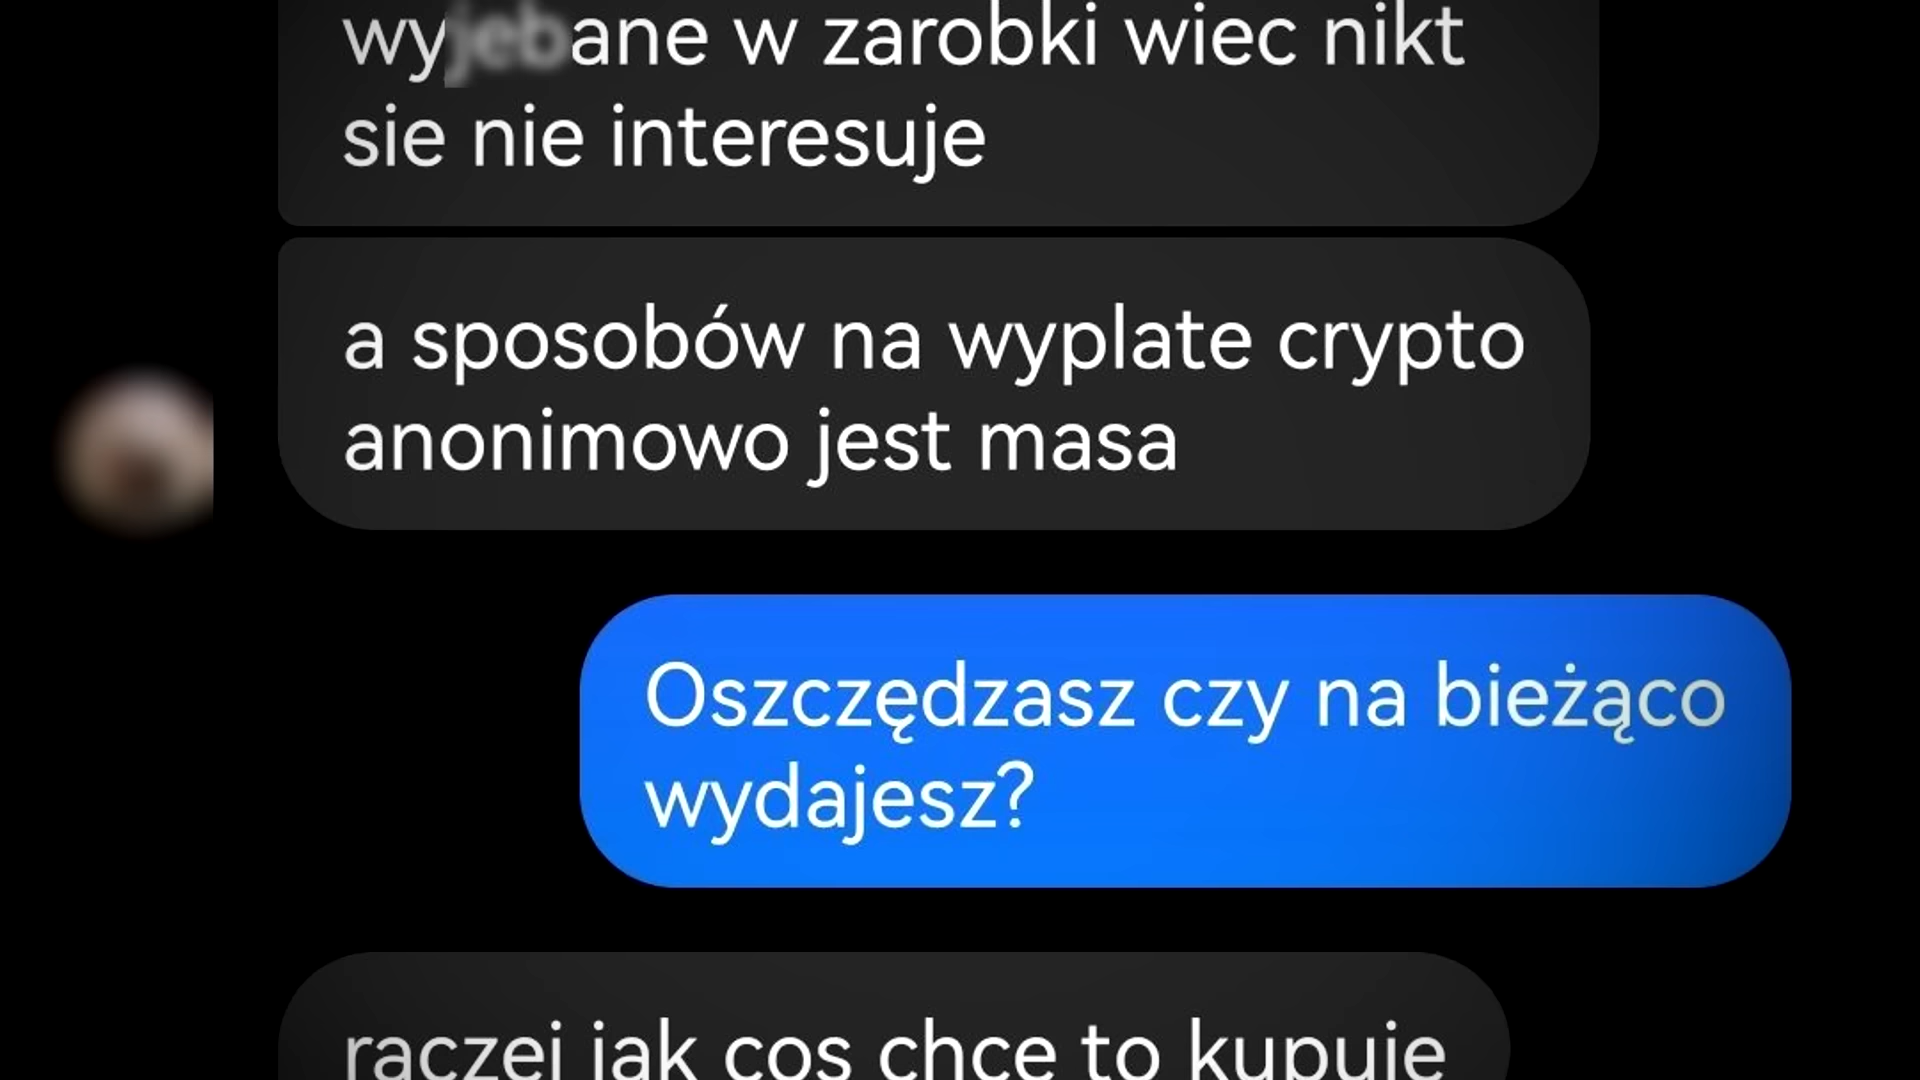 wyjebane w zarobki wiec nikt
sie nie interesuje
a sposobów na wyplate crypto
anonimowo jest masa
Oszczędzasz czy na bieżąco
wydajesz?
raczej jak cos chce to kupuje